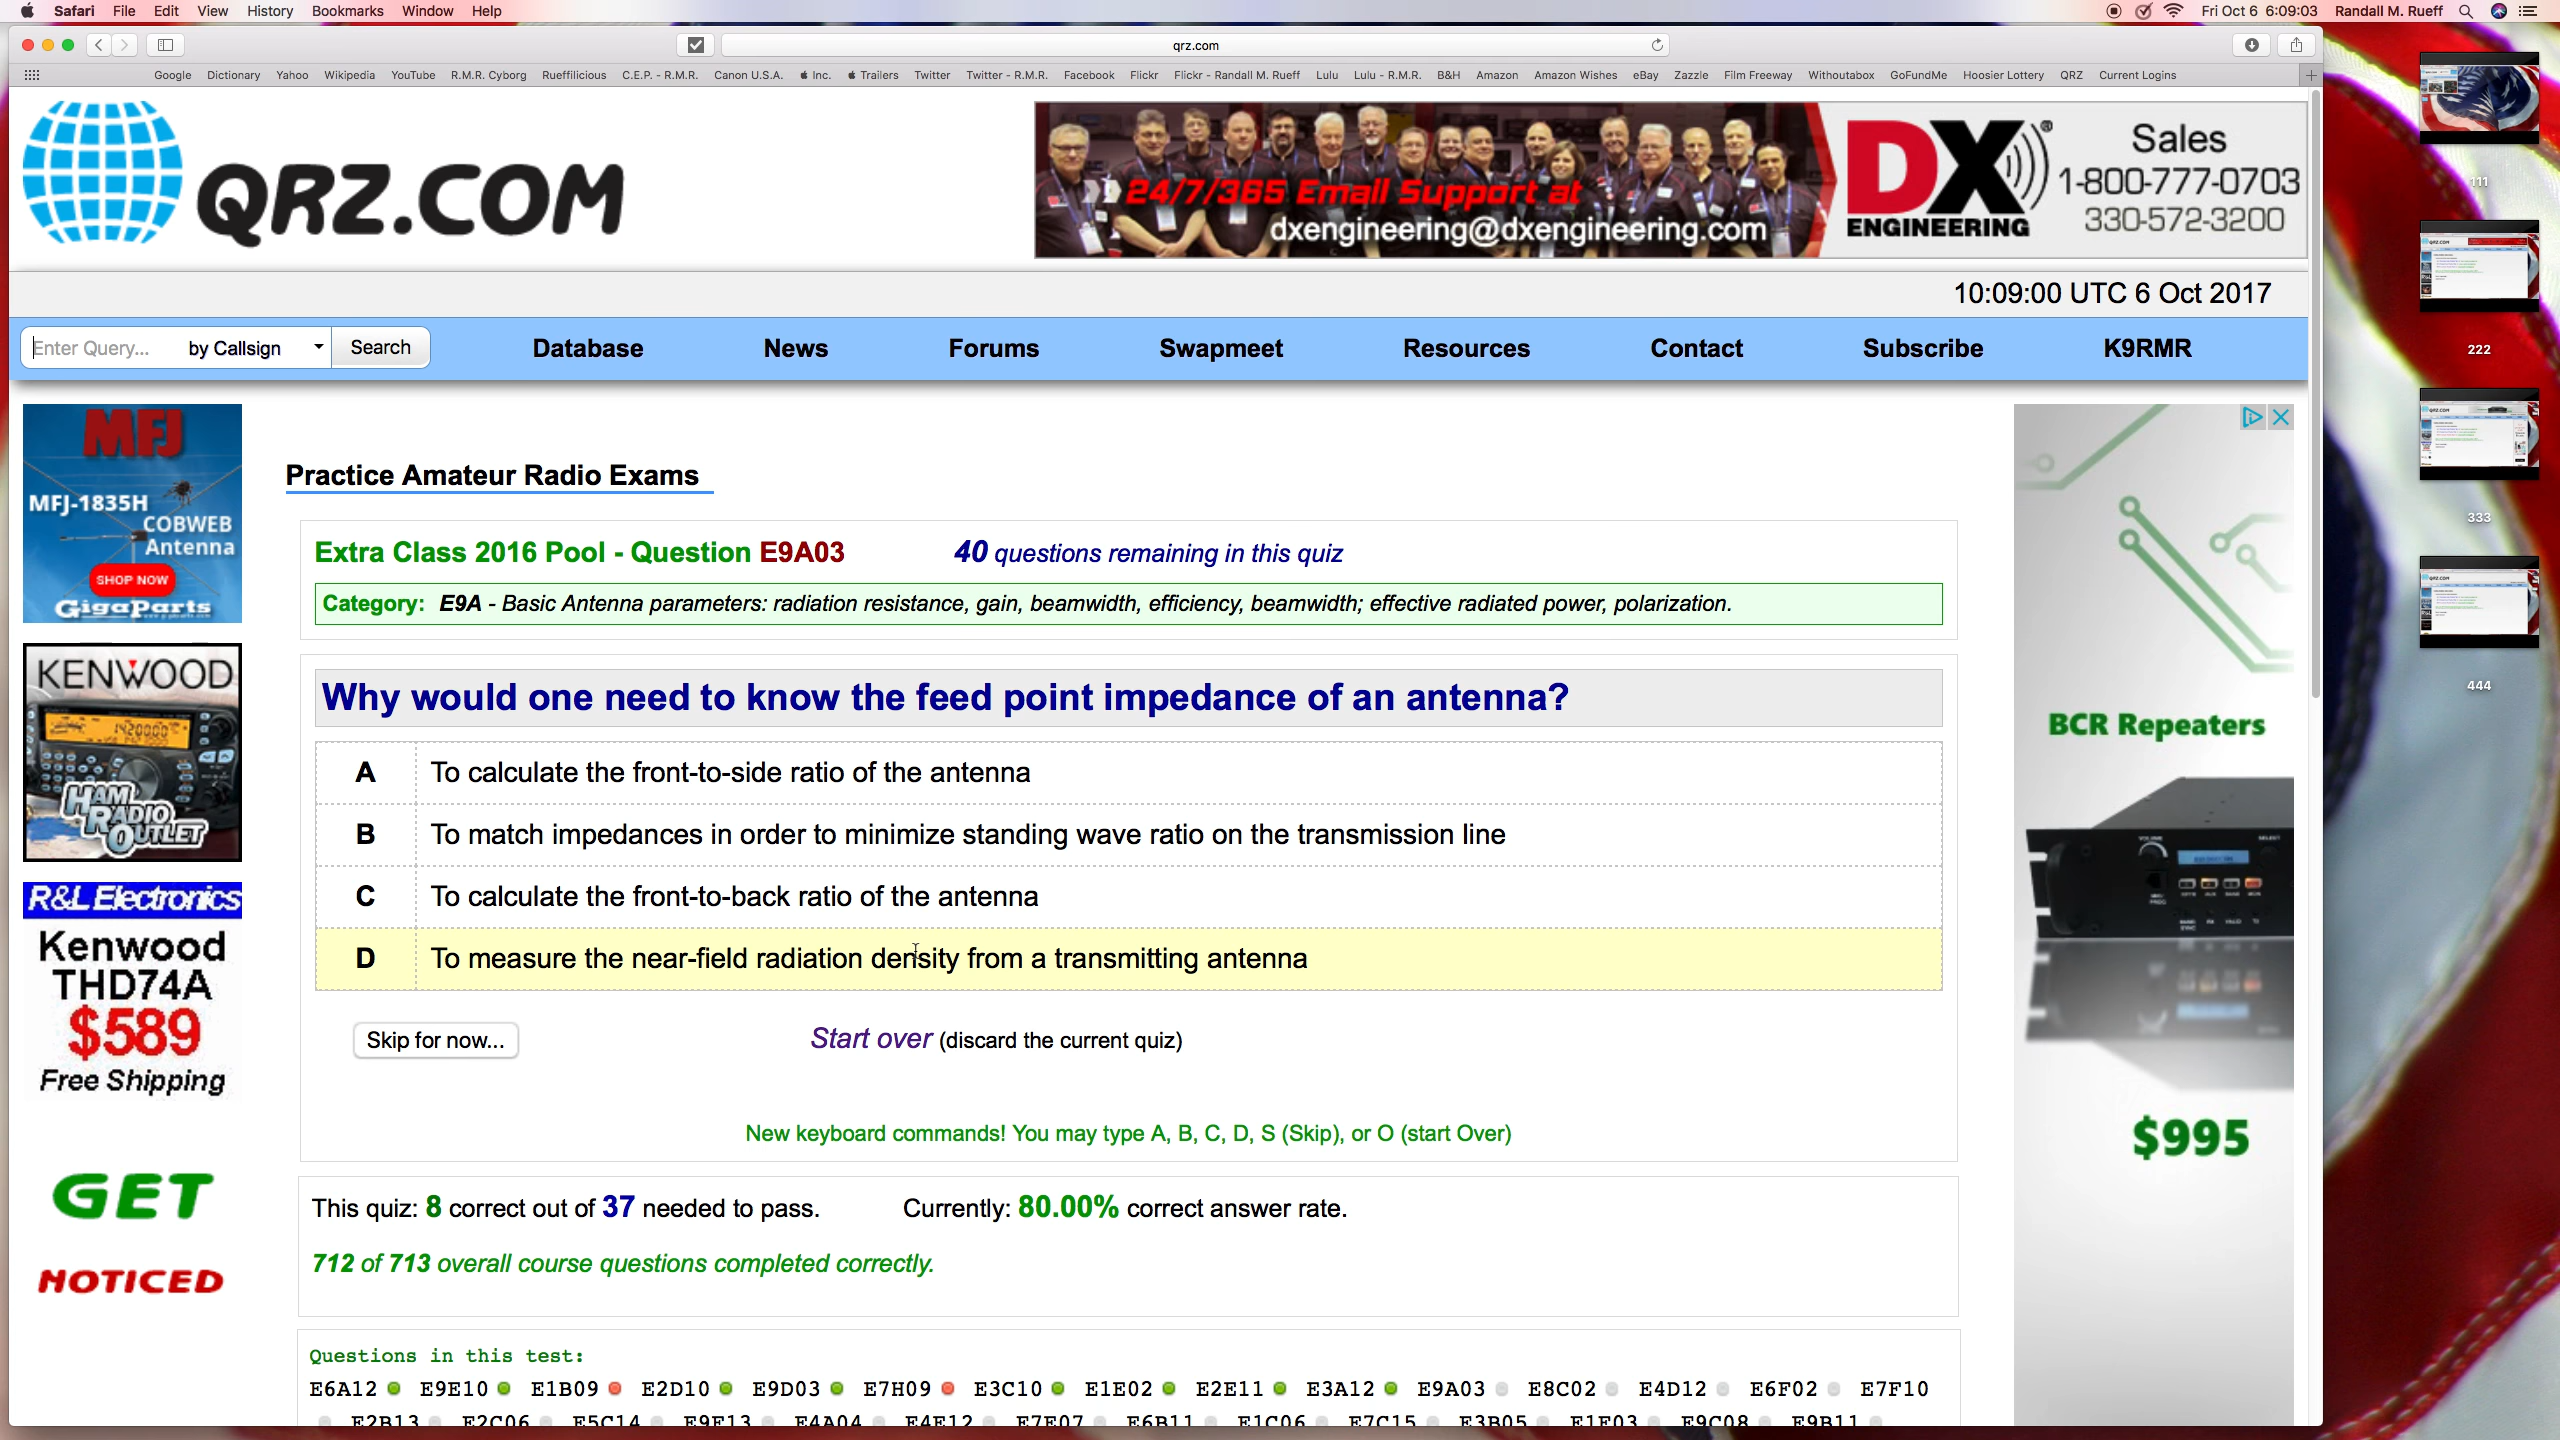 Safari File Edit View History Bookmarks Window Help
Fri Oct 6 6:09:03 Randall M. Rueff
qrz.com
Google Dictionary Yahoo Wikipedia YouTube R.M.R. Cyborg Rueffilicious C.E.P. - R.M.R. Canon U.S.A. Inc. Trailers Twitter Twitter - R.M.R. Facebook Flickr Flickr - Randall M. Rueff Lulu Lulu - R.M.R. B&H Amazon Amazon Wishes eBay Zazzle Film Freeway Withoutabox GoFundMe Hoosier Lottery QRZ Current Logins
QRZ.COM
24/7/365 Email Support at
dxengineering@dxengineering.com
DX
ENGINEERING
Sales
1-800-777-0703
330-572-3200
10:09:00 UTC 6 Oct 2017
Enter Query... by Callsign Search
Database News Forums Swapmeet Resources Contact Subscribe K9RMR
MFJ
MFJ-1835H
COBWEB
Antenna
SHOP NOW
GigaParts
KENWOOD
HAM
RADIO
OUTLET
R&L Electronics
Kenwood
THD74A
$589
Free Shipping
GET
NOTICED
Practice Amateur Radio Exams
Extra Class 2016 Pool - Question E9A03
40 questions remaining in this quiz
Category: E9A - Basic Antenna parameters: radiation resistance, gain, beamwidth, efficiency, beamwidth; effective radiated power, polarization.
Why would one need to know the feed point impedance of an antenna?
A To calculate the front-to-side ratio of the antenna
B To match impedances in order to minimize standing wave ratio on the transmission line
C To calculate the front-to-back ratio of the antenna
D To measure the near-field radiation density from a transmitting antenna
Skip for now...
Start over (discard the current quiz)
New keyboard commands! You may type A, B, C, D, S (Skip), or O (start Over)
This quiz: 8 correct out of 37 needed to pass. Currently: 80.00% correct answer rate.
712 of 713 overall course questions completed correctly.
Questions in this test:
E6A12 E9E10 E1B09 E2D10 E9D03 E7H09 E3C10 E1E02 E2E11 E3A12 E9A03 E8C02 E4D12 E6F02 E7F10
E2B13 E2C06 E5C14 E9F13 E4A04 E4E12 E7E07 E6B11 E1C06 E7C15 E3B05 E1F03 E9C08 E9B11
BCR Repeaters
$995
111
222
333
444